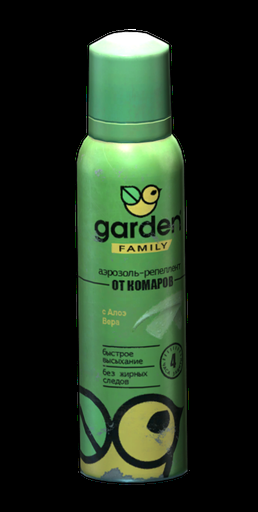 garden
FAMILY
аэрозоль-репеллент
ОТ КОМАРОВ
с Алоэ
Вера
быстрое
высыхание
4
без жирных
следов